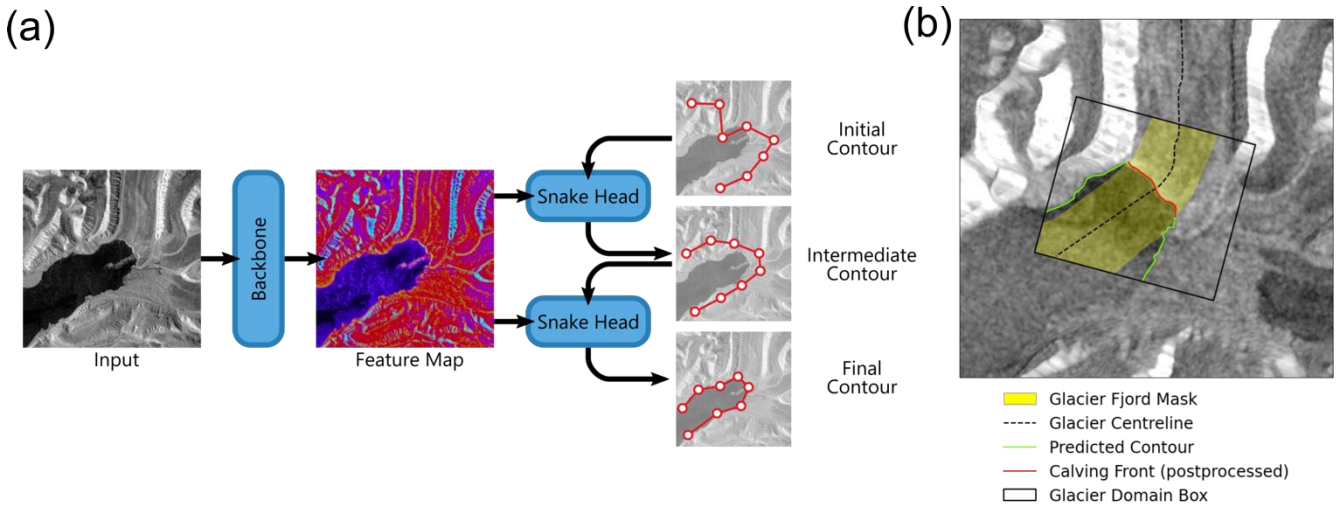 (a)
Input
Backbone
Feature Map
Snake Head
Snake Head
Initial
Contour
Intermediate
Contour
Final
Contour
(b)
Glacier Fjord Mask
Glacier Centreline
Predicted Contour
Calving Front (postprocessed)
Glacier Domain Box